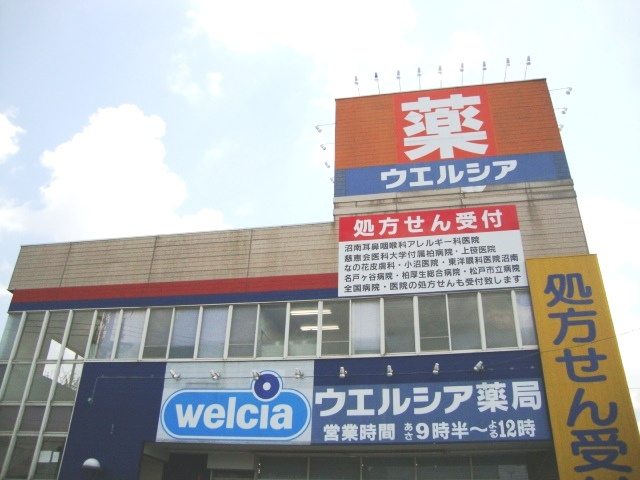 薬
ウエルシア
処方せん受付
沼南耳鼻咽喉科アレルギー科医院
慈恵会医科大学付属柏病院・上笹医院
なの花皮膚科・小沼医院・東洋眼科医院沼南
名戸ヶ谷病院・柏厚生総合病院・松戸市立病院
全国病院・医院の処方せんも受付致します
処方せん受
welcia
ウエルシア薬局
営業時間 あさ9時半～よる12時